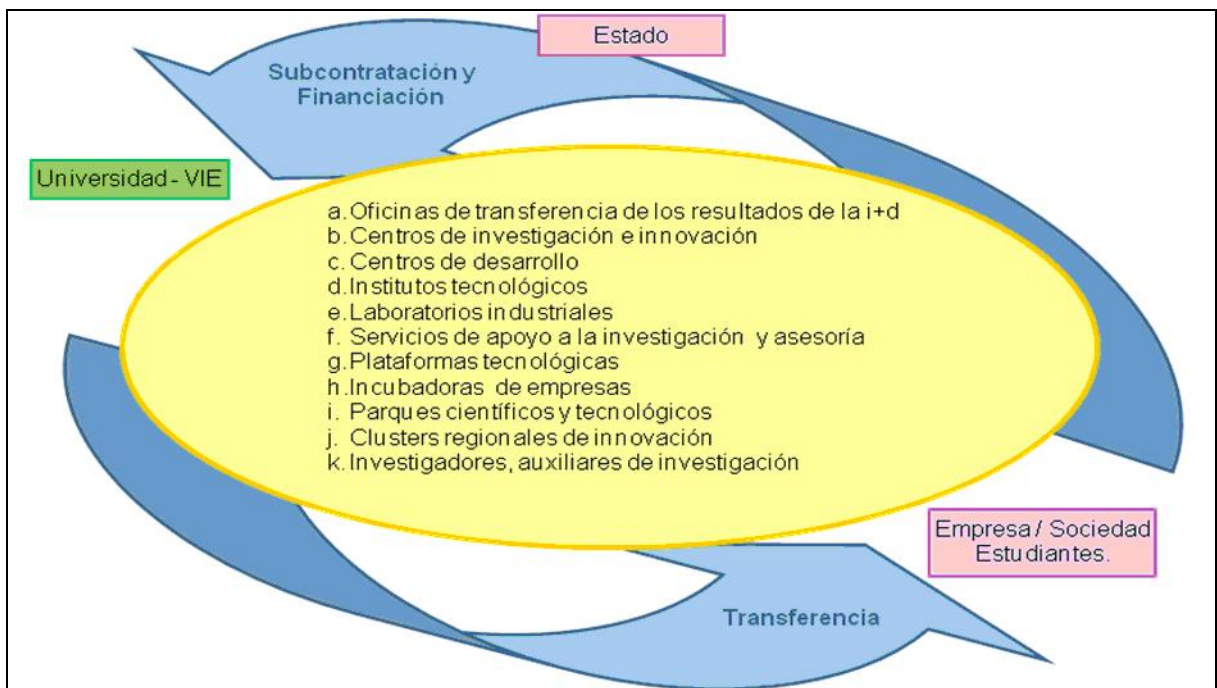 Estado
Subcontratación y
Financiación
Universidad - VIE
a. Oficinas de transferencia de los resultados de la i+d
b. Centros de investigación e innovación
c. Centros de desarrollo
d. Institutos tecnológicos
e. Laboratorios industriales
f. Servicios de apoyo a la investigación y asesoría
g. Plataformas tecnológicas
h. Incubadoras de empresas
i. Parques científicos y tecnológicos
j. Clusters regionales de innovación
k. Investigadores, auxiliares de investigación
Empresa / Sociedad
Estudiantes.
Transferencia